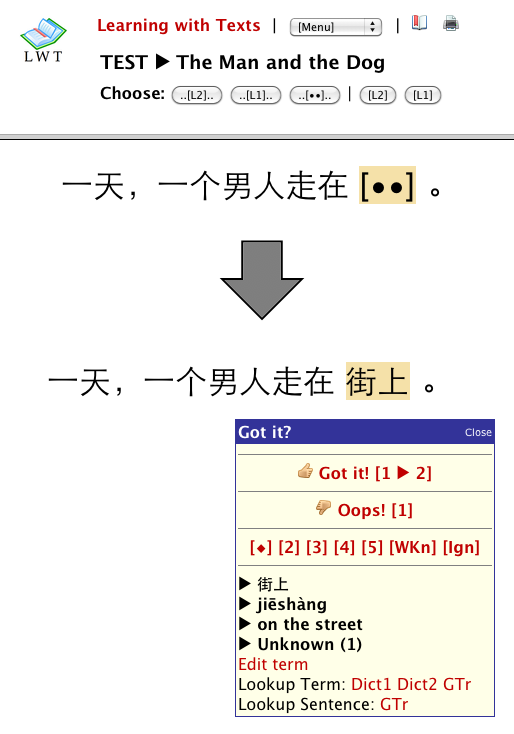 LWT
Learning with Texts | [Menu] |
TEST ▶ The Man and the Dog
Choose: ..[L2].. ..[L1].. ..[••].. | [L2] [L1]
一天，一个男人走在 [••] 。
一天，一个男人走在 街上 。
Got it? Close
Got it! [1 ▶ 2]
Oops! [1]
[◆] [2] [3] [4] [5] [WKn] [Ign]
▶ 街上
▶ jiēshàng
▶ on the street
▶ Unknown (1)
Edit term
Lookup Term: Dict1 Dict2 GTr
Lookup Sentence: GTr